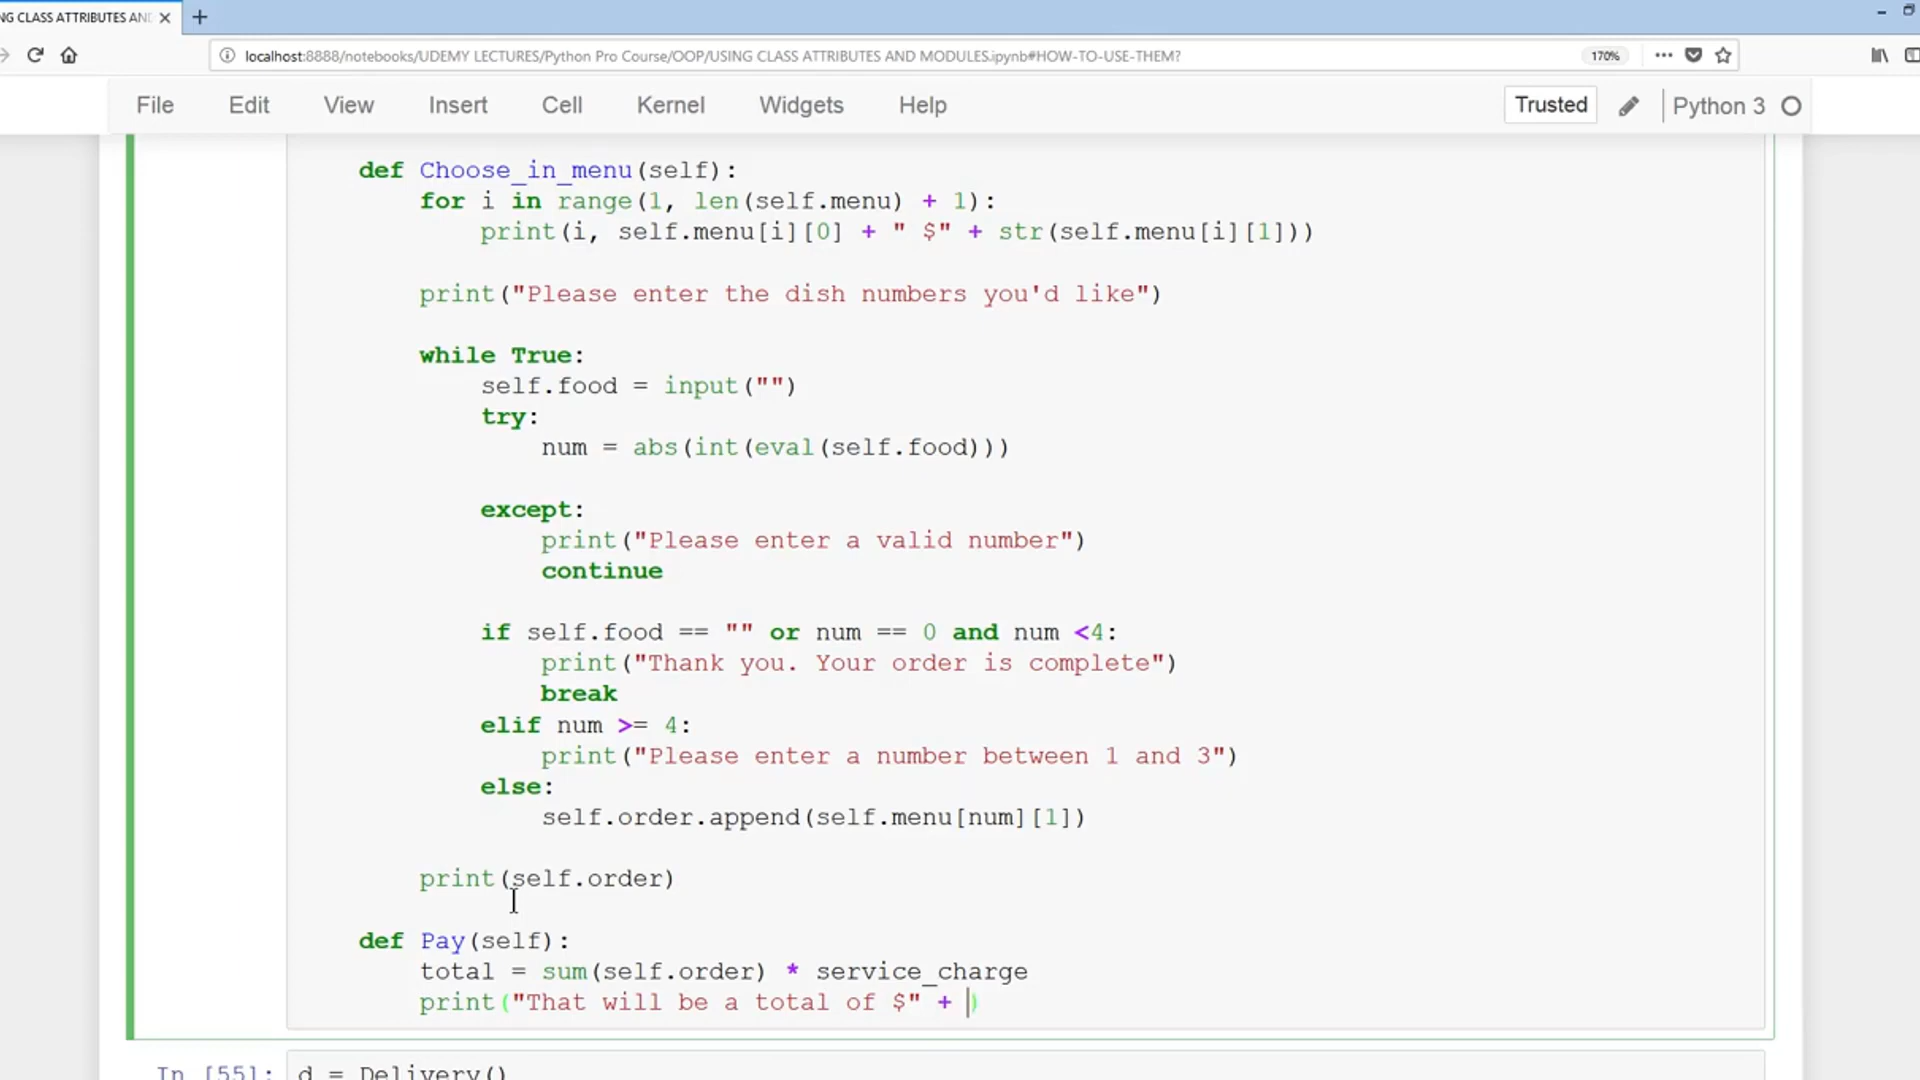 NG CLASS ATTRIBUTES AND
localhost:8888/notebooks/UDEMY LECTURES/Python Pro Course/OOP/USING CLASS ATTRIBUTES AND MODULES.ipynb#HOW-TO-USE-THEM?
170%
File Edit View Insert Cell Kernel Widgets Help
Trusted
Python 3
def Choose_in_menu(self):
for i in range(1, len(self.menu) + 1):
print(i, self.menu[i][0] + " $" + str(self.menu[i][1]))
print("Please enter the dish numbers you'd like")
while True:
self.food = input("")
try:
num = abs(int(eval(self.food)))
except:
print("Please enter a valid number")
continue
if self.food == "" or num == 0 and num <4:
print("Thank you. Your order is complete")
break
elif num >= 4:
print("Please enter a number between 1 and 3")
else:
self.order.append(self.menu[num][1])
print(self.order)
def Pay(self):
total = sum(self.order) * service_charge
print("That will be a total of $" + )
In [55]: d = Delivery()